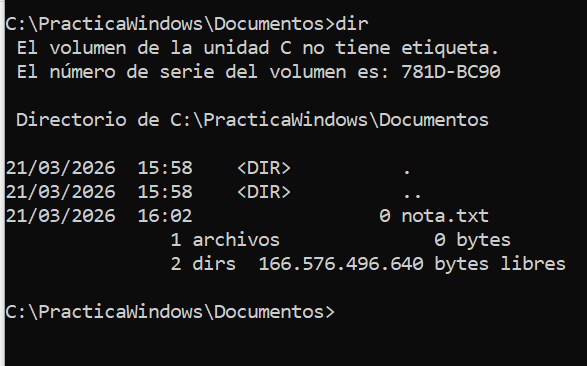 C:\PracticaWindows\Documentos>dir
El volumen de la unidad C no tiene etiqueta.
El número de serie del volumen es: 781D-BC90
Directorio de C:\PracticaWindows\Documentos
21/03/2026  15:58    <DIR>          .
21/03/2026  15:58    <DIR>          ..
21/03/2026  16:02                 0 nota.txt
1 archivos              0 bytes
2 dirs  166.576.496.640 bytes libres
C:\PracticaWindows\Documentos>